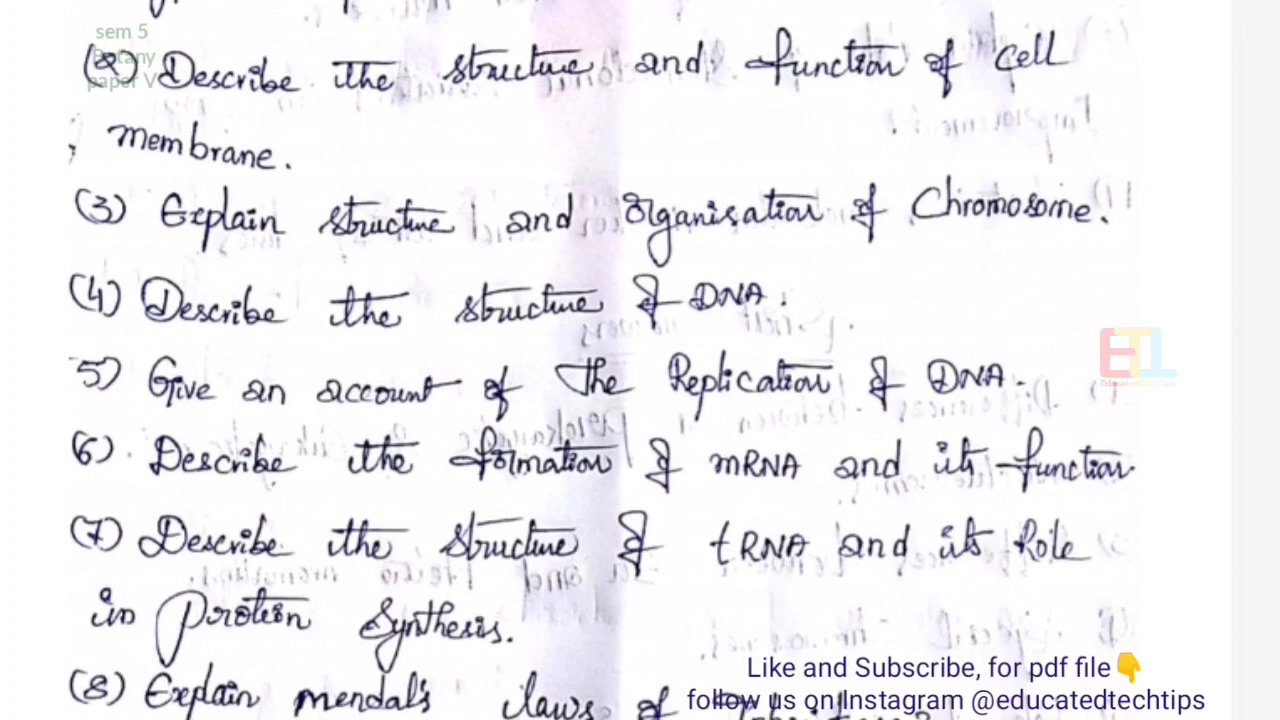 sem 5
Botany
paper V
(2) Describe the structure and function of Cell
membrane.
(3) Explain structure and Organisation of Chromosome.
(4) Describe the structure of DNA.
5) Give an account of the Replication of DNA.
(6) Describe the formation of mRNA and its function.
(7) Describe the structure of tRNA and its Role
in protein Synthesis.
(8) Explain mendal's laws of
ETL
EducatedTechTips
Like and Subscribe, for pdf file👇
follow us on Instagram @educatedtechtips